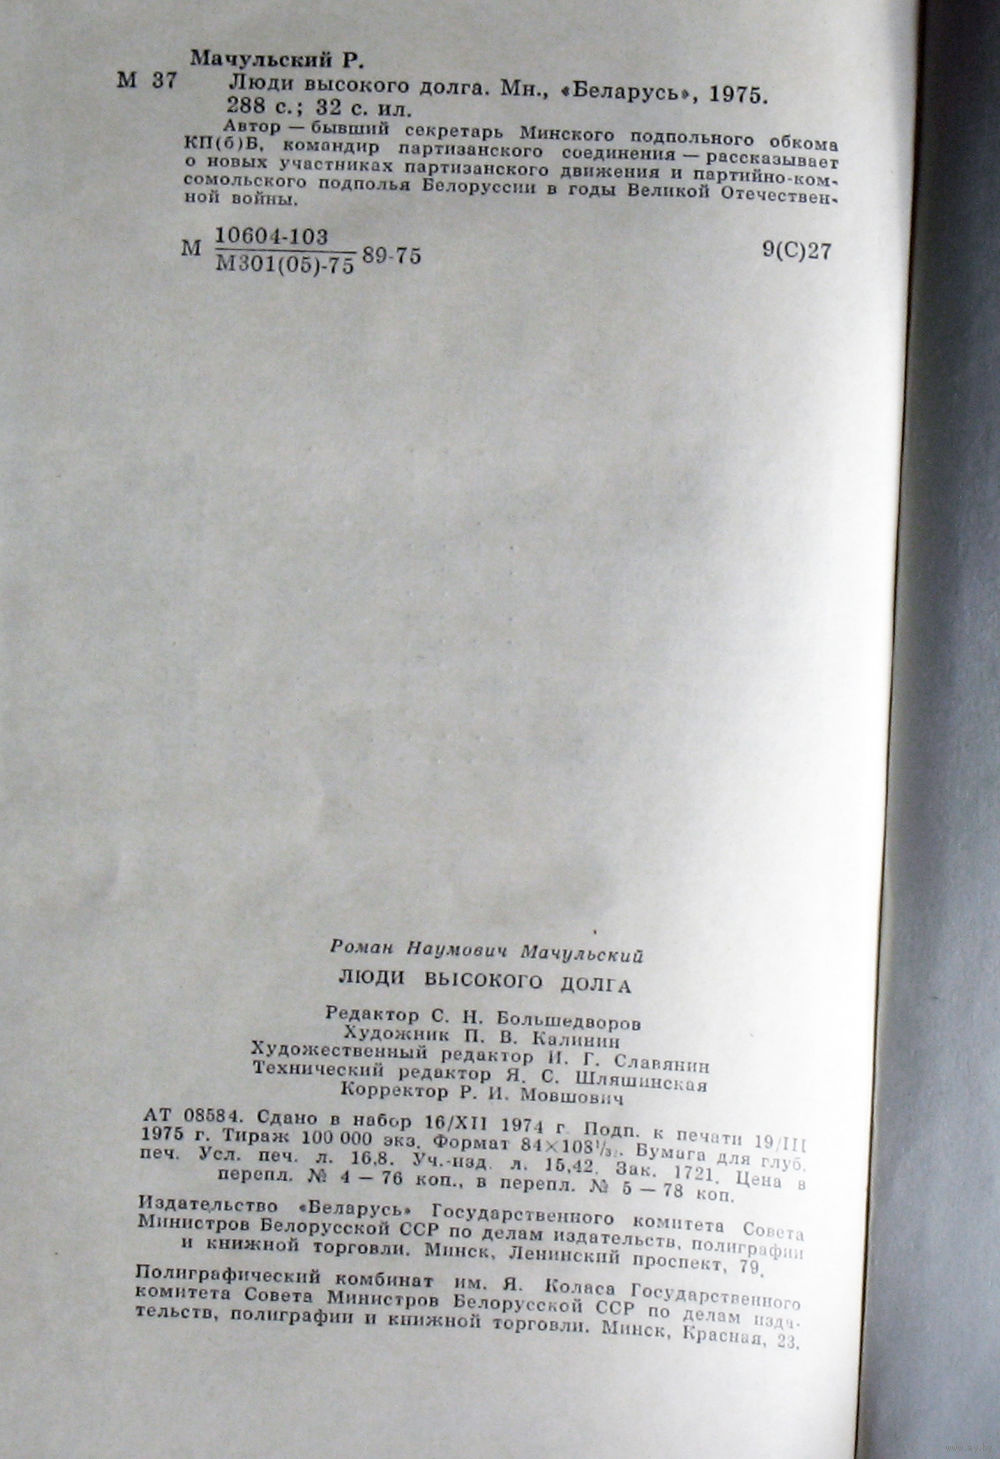 Мачульский Р.
М 37 Люди высокого долга. Мн., «Беларусь», 1975.
288 с.; 32 с. ил.
Автор — бывший секретарь Минского подпольного обкома
КП(б)Б, командир партизанского соединения — рассказывает
о новых участниках партизанского движения и партийно-ком-
сомольского подполья Белоруссии в годы Великой Отечествен-
ной войны.
М 10604-103
М301(05)-75 89-75 9(С)27
Роман Наумович Мачульский
ЛЮДИ ВЫСОКОГО ДОЛГА
Редактор С. Н. Большедворов
Художник П. В. Калинин
Художественный редактор И. Г. Славянин
Технический редактор Я. С. Шляшинская
Корректор Р. И. Мовшович
АТ 08584. Сдано в набор 16/XII 1974 г. Подп. к печати 19/III
1975 г. Тираж 100 000 экз. Формат 84×108¹/₃₂. Бумага для глуб.
печ. Усл. печ. л. 16,8. Уч.-изд. л. 15,42. Зак. 1721. Цена в
перепл. № 4 — 76 коп., в перепл. № 5 — 78 коп.
Издательство «Беларусь» Государственного комитета Совета
Министров Белорусской ССР по делам издательств, полиграфии
и книжной торговли. Минск, Ленинский проспект, 79.
Полиграфический комбинат им. Я. Коласа Государственного
комитета Совета Министров Белорусской ССР по делам изда-
тельств, полиграфии и книжной торговли. Минск, Красная, 23.